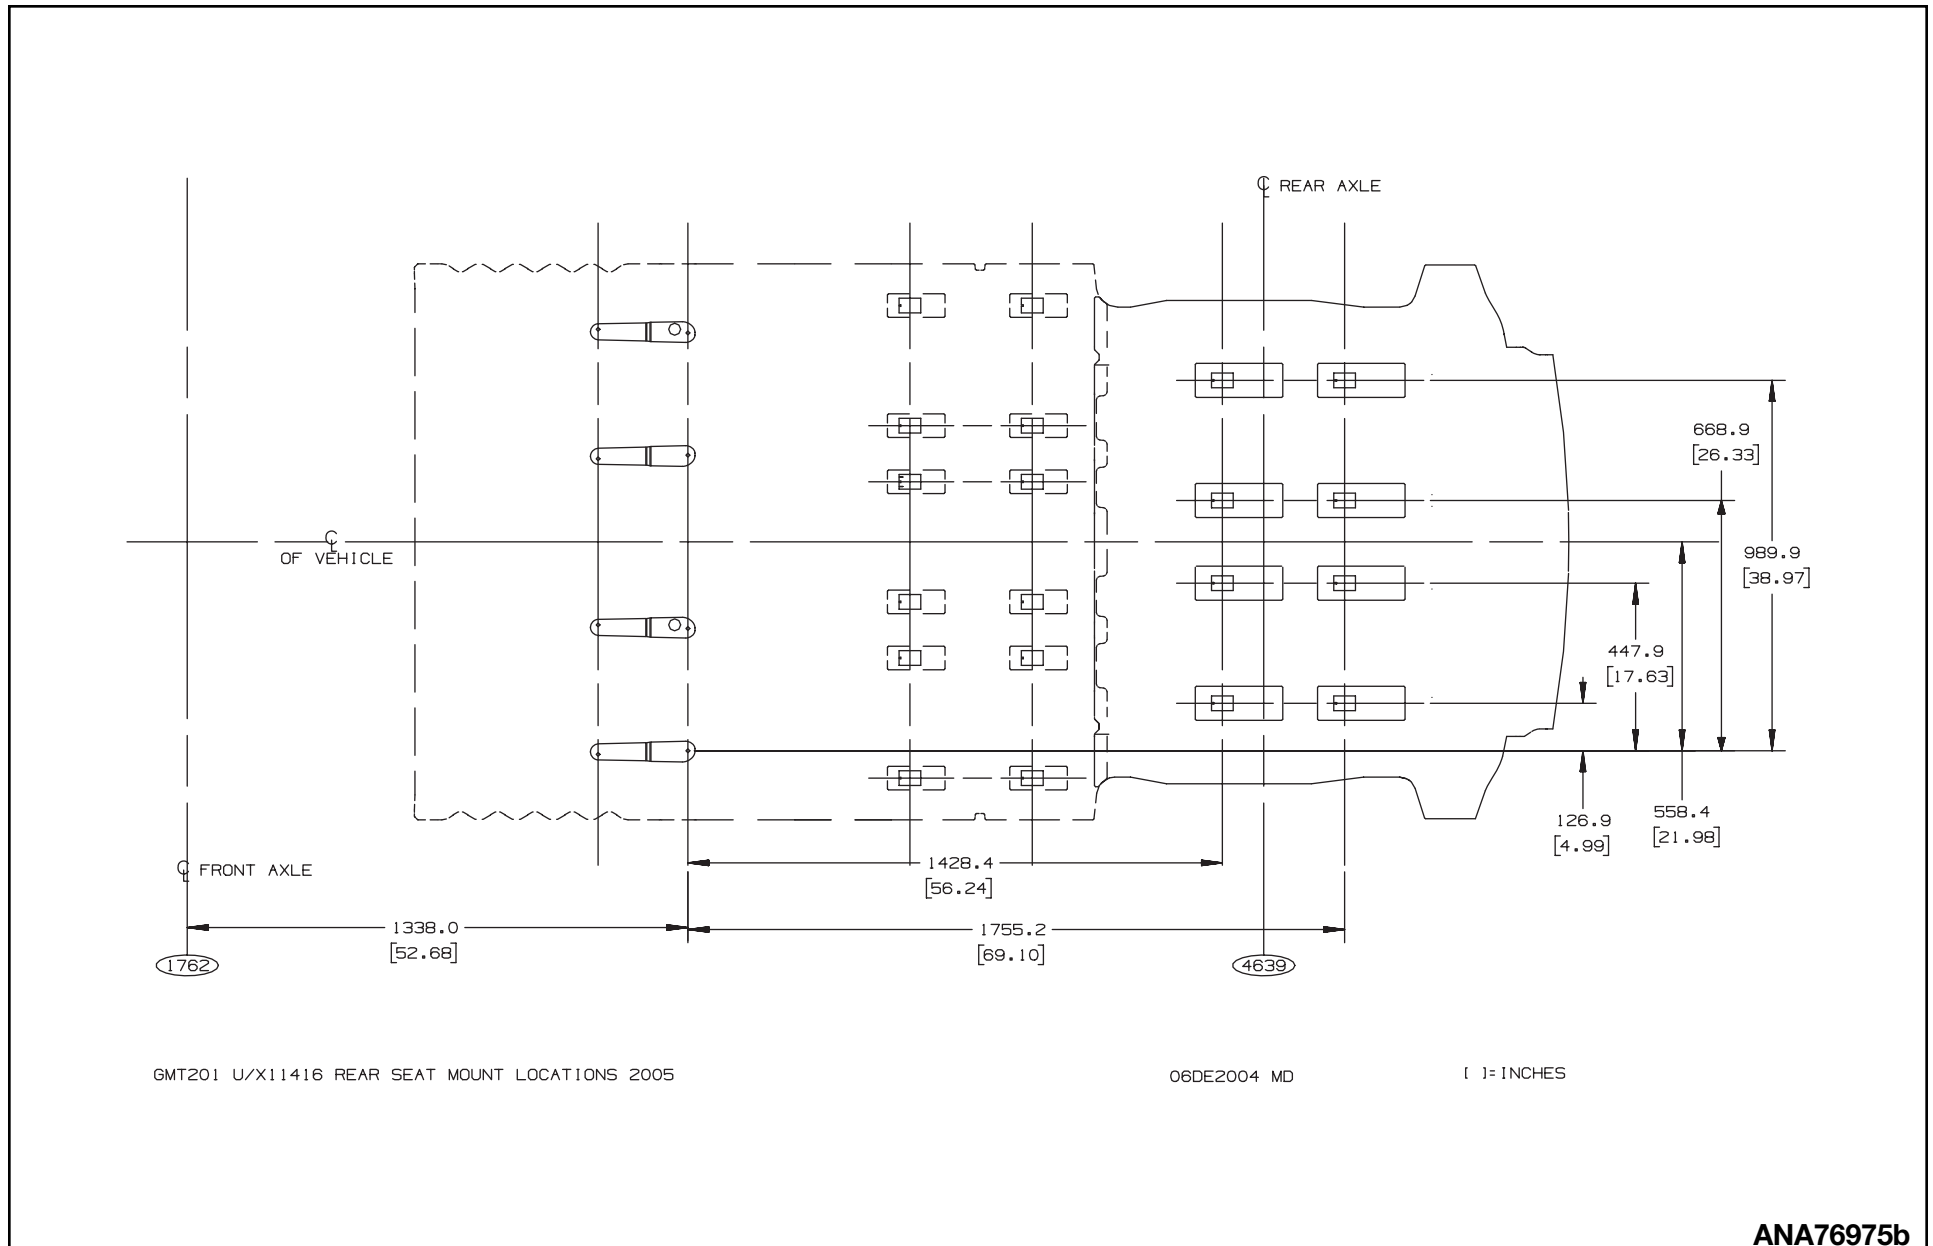 ℄ REAR AXLE
668.9
[26.33]
℄
OF VEHICLE
989.9
[38.97]
447.9
[17.63]
126.9
[4.99]
558.4
[21.98]
℄ FRONT AXLE
1428.4
[56.24]
1338.0
[52.68]
1755.2
[69.10]
1762
4639
GMT201 U/X11416 REAR SEAT MOUNT LOCATIONS 2005
06DE2004 MD
[ ]=INCHES
ANA76975b